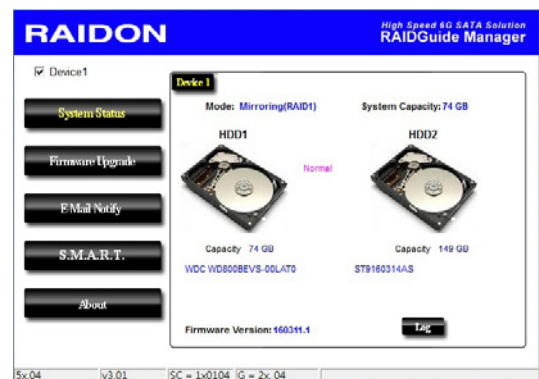 RAIDON
High Speed 6G SATA Solution
RAIDGuide Manager
Device1
Device 1
System Status
Mode: Mirroring(RAID1) System Capacity: 74 GB
HDD1 HDD2
Firmware Upgrade
Normal
E-Mail Notify
S.M.A.R.T.
Capacity 74 GB Capacity 149 GB
WDC WD800BEVS-00LAT0 ST9160314AS
About
Firmware Version: 160311.1 Log
5x.04 v3.01 SC = 1x0104 G = 2x. 04